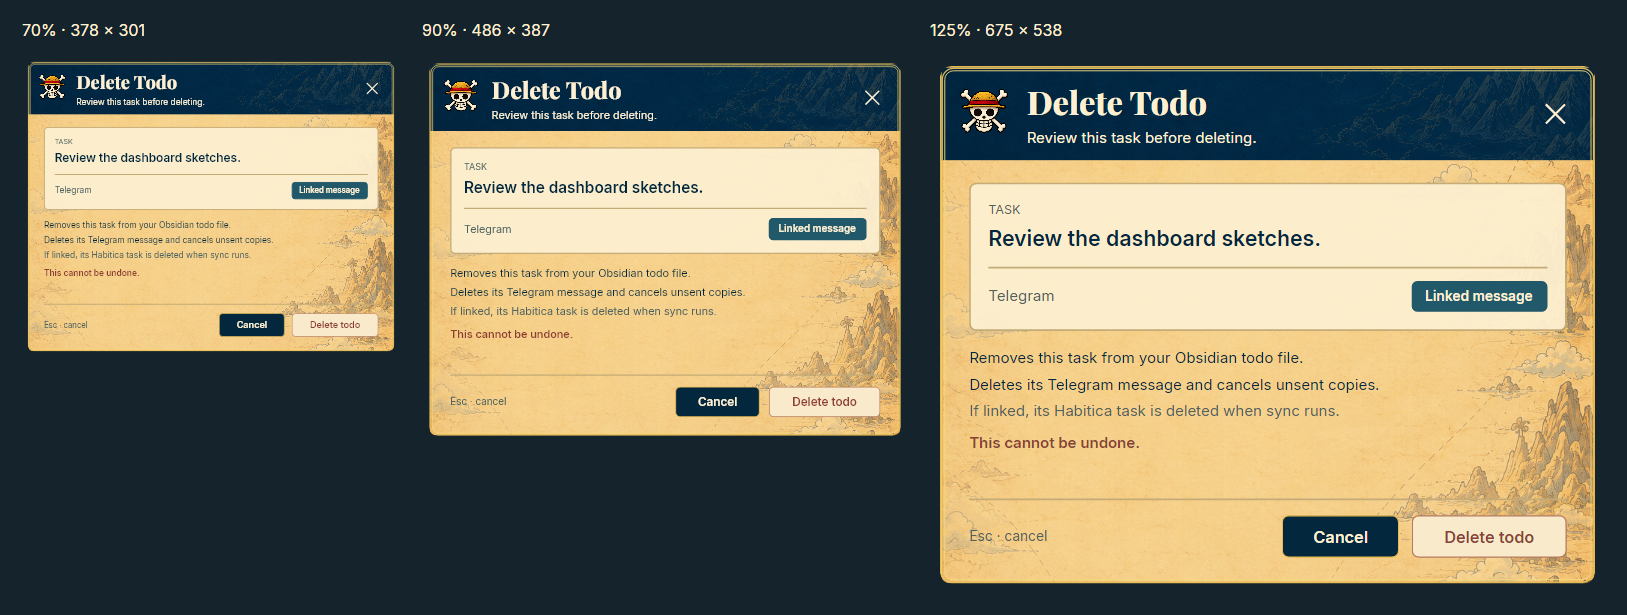 70% · 378 × 301
Delete Todo
Review this task before deleting.
TASK
Review the dashboard sketches.
Telegram
Linked message
Removes this task from your Obsidian todo file.
Deletes its Telegram message and cancels unsent copies.
If linked, its Habitica task is deleted when sync runs.
This cannot be undone.
Esc · cancel
Cancel
Delete todo
90% · 486 × 387
Delete Todo
Review this task before deleting.
TASK
Review the dashboard sketches.
Telegram
Linked message
Removes this task from your Obsidian todo file.
Deletes its Telegram message and cancels unsent copies.
If linked, its Habitica task is deleted when sync runs.
This cannot be undone.
Esc · cancel
Cancel
Delete todo
125% · 675 × 538
Delete Todo
Review this task before deleting.
TASK
Review the dashboard sketches.
Telegram
Linked message
Removes this task from your Obsidian todo file.
Deletes its Telegram message and cancels unsent copies.
If linked, its Habitica task is deleted when sync runs.
This cannot be undone.
Esc · cancel
Cancel
Delete todo